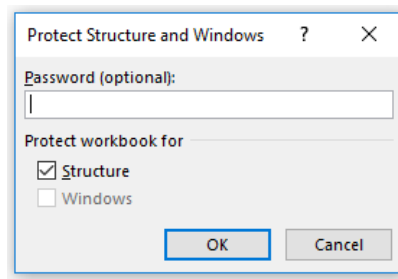 Protect Structure and Windows ?
Password (optional):
Protect workbook for
Structure
Windows
OK Cancel